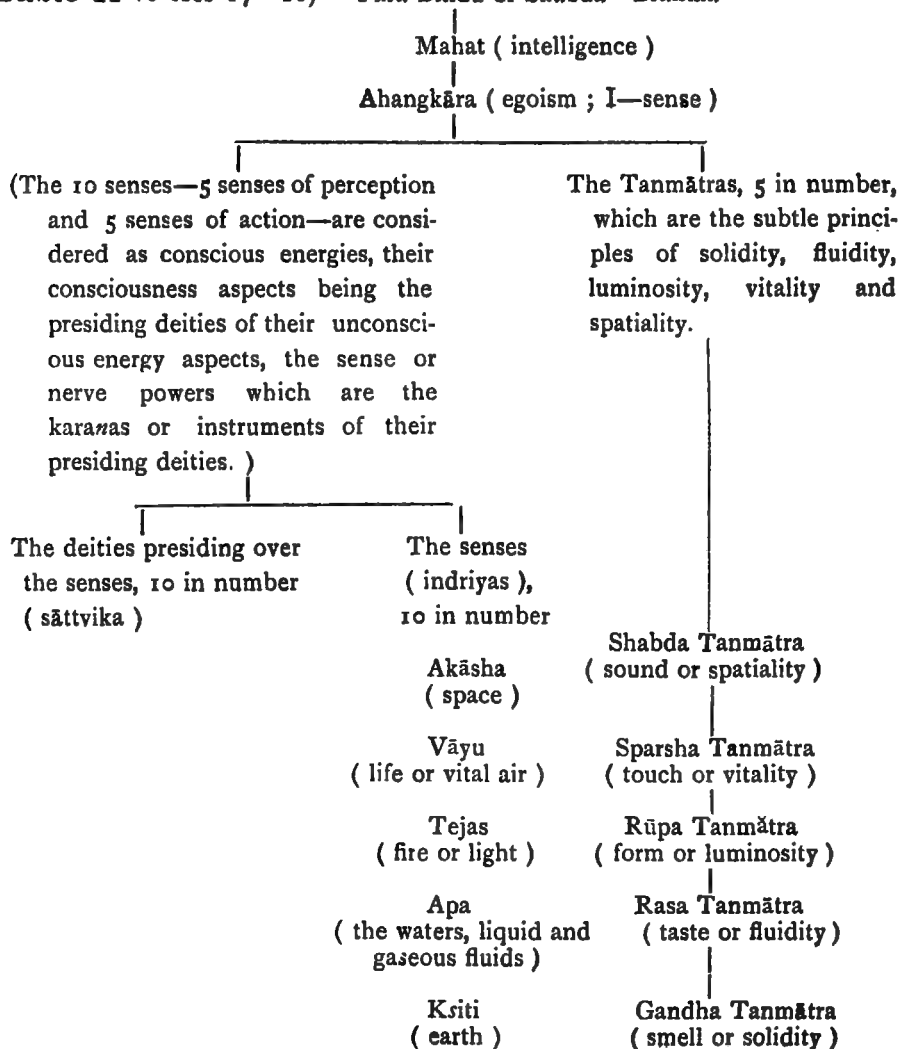 Mahat ( intelligence )
Ahangkāra ( egoism ; I—sense )
(The 10 senses—5 senses of perception
and 5 senses of action—are consi-
dered as conscious energies, their
consciousness aspects being the
presiding deities of their unconsci-
ous energy aspects, the sense or
nerve powers which are the
karanas or instruments of their
presiding deities. )
The Tanmātras, 5 in number,
which are the subtle princi-
ples of solidity, fluidity,
luminosity, vitality and
spatiality.
The deities presiding over
the senses, 10 in number
( sāttvika )
The senses
( indriyas ),
10 in number
Akāsha
( space )
Shabda Tanmātra
( sound or spatiality )
Vāyu
( life or vital air )
Sparsha Tanmātra
( touch or vitality )
Tejas
( fire or light )
Rūpa Tanmătra
( form or luminosity )
Apa
( the waters, liquid and
gaseous fluids )
Rasa Tanmātra
( taste or fluidity )
Ksiti
( earth )
Gandha Tanmātra
( smell or solidity )